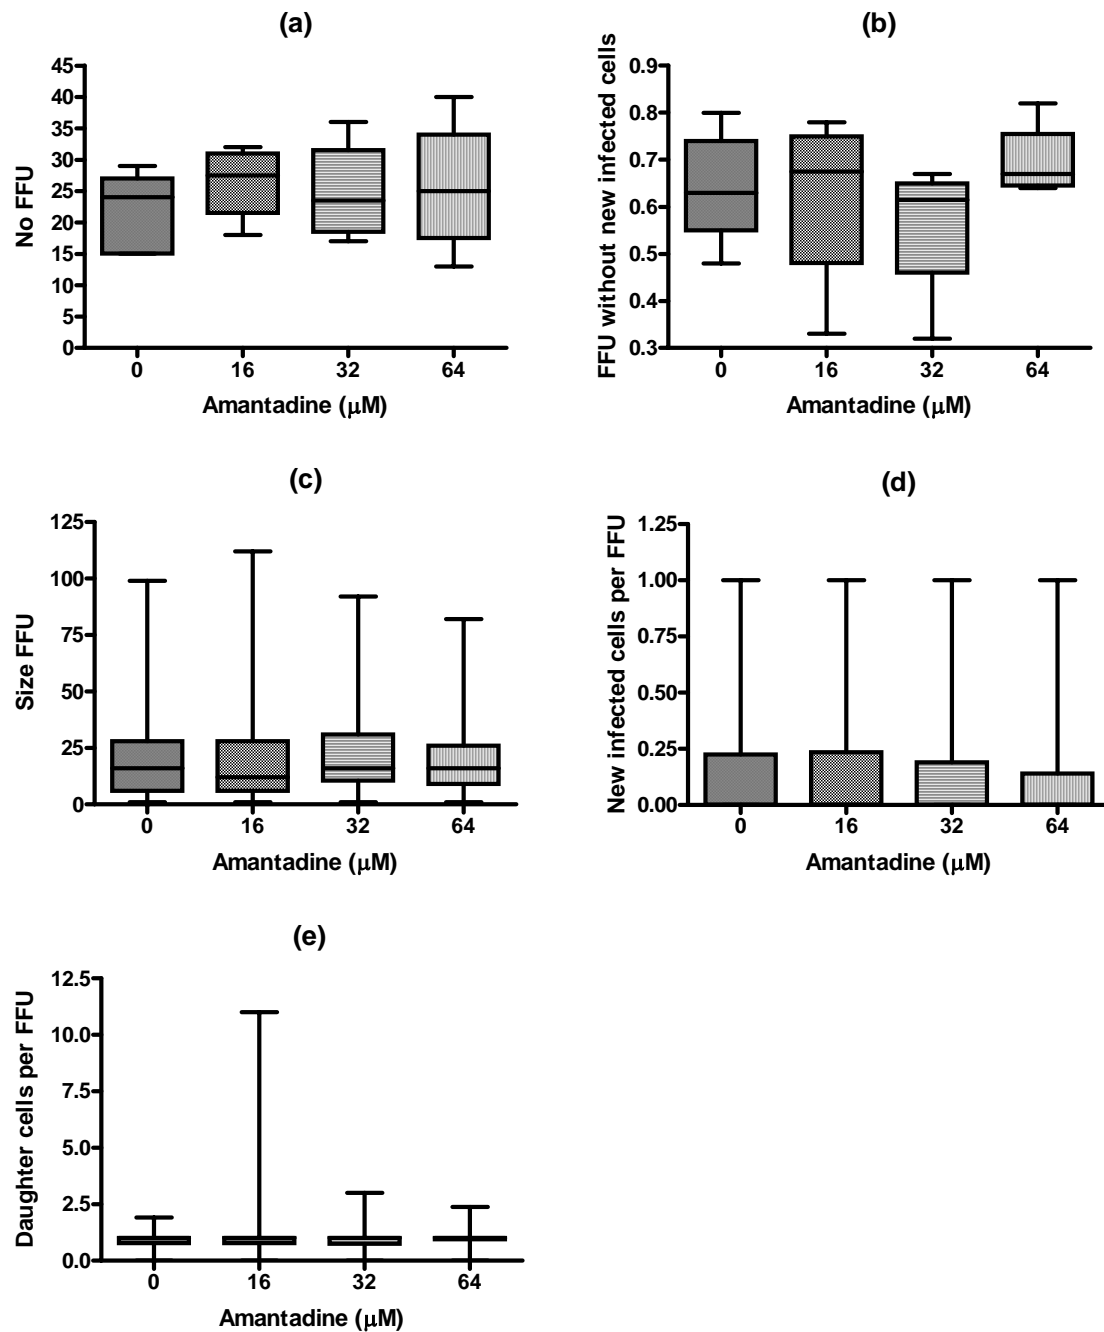 (a)
No FFU
45
40
35
30
25
20
15
10
5
0
0 16 32 64
Amantadine (μM)
(b)
FFU without new infected cells
0.9
0.8
0.7
0.6
0.5
0.4
0.3
0 16 32 64
Amantadine (μM)
(c)
Size FFU
125
100
75
50
25
0
0 16 32 64
Amantadine (μM)
(d)
New infected cells per FFU
1.25
1.00
0.75
0.50
0.25
0.00
0 16 32 64
Amantadine (μM)
(e)
Daughter cells per FFU
12.5
10.0
7.5
5.0
2.5
0.0
0 16 32 64
Amantadine (μM)